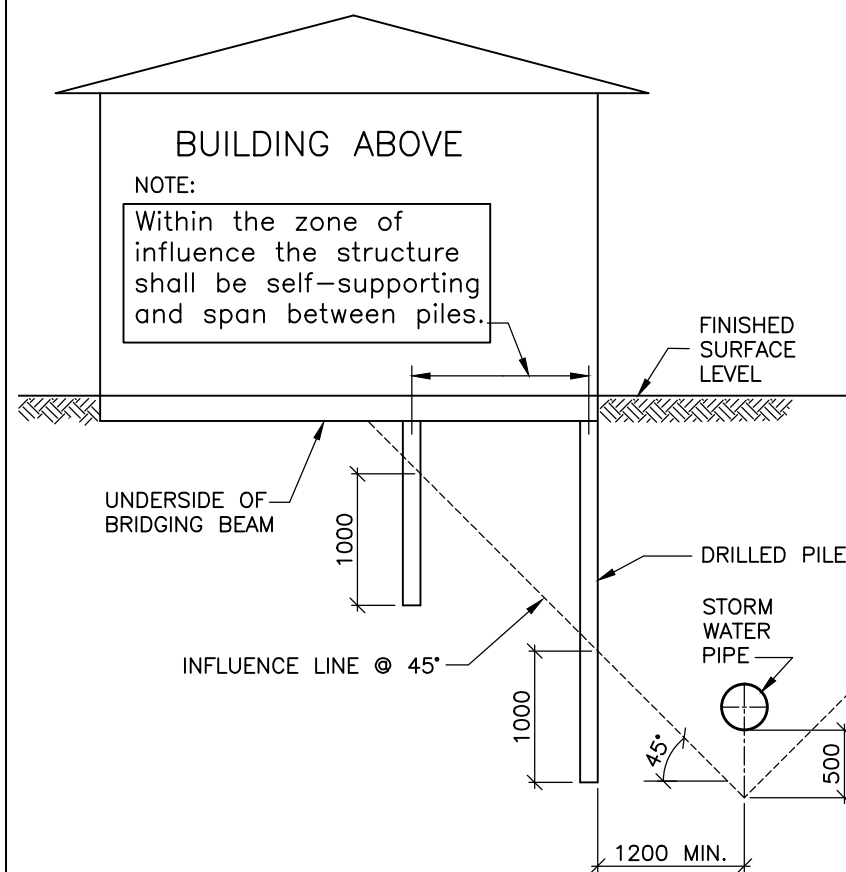 BUILDING ABOVE
NOTE:
Within the zone of
influence the structure
shall be self-supporting
and span between piles.
FINISHED
SURFACE
LEVEL
UNDERSIDE OF
BRIDGING BEAM
1000
DRILLED PILE
STORM
WATER
PIPE
INFLUENCE LINE @ 45°
1000
45°
500
1200 MIN.